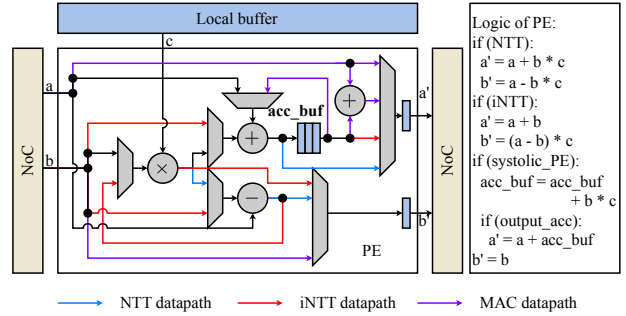 Local buffer
c
a
acc_buf
a'
NoC
b
NoC
b'
PE
Logic of PE:
if (NTT):
a' = a + b * c
b' = a - b * c
if (iNTT):
a' = a + b
b' = (a - b) * c
if (systolic_PE):
acc_buf = acc_buf
+ b * c
if (output_acc):
a' = a + acc_buf
b' = b
NTT datapath
iNTT datapath
MAC datapath